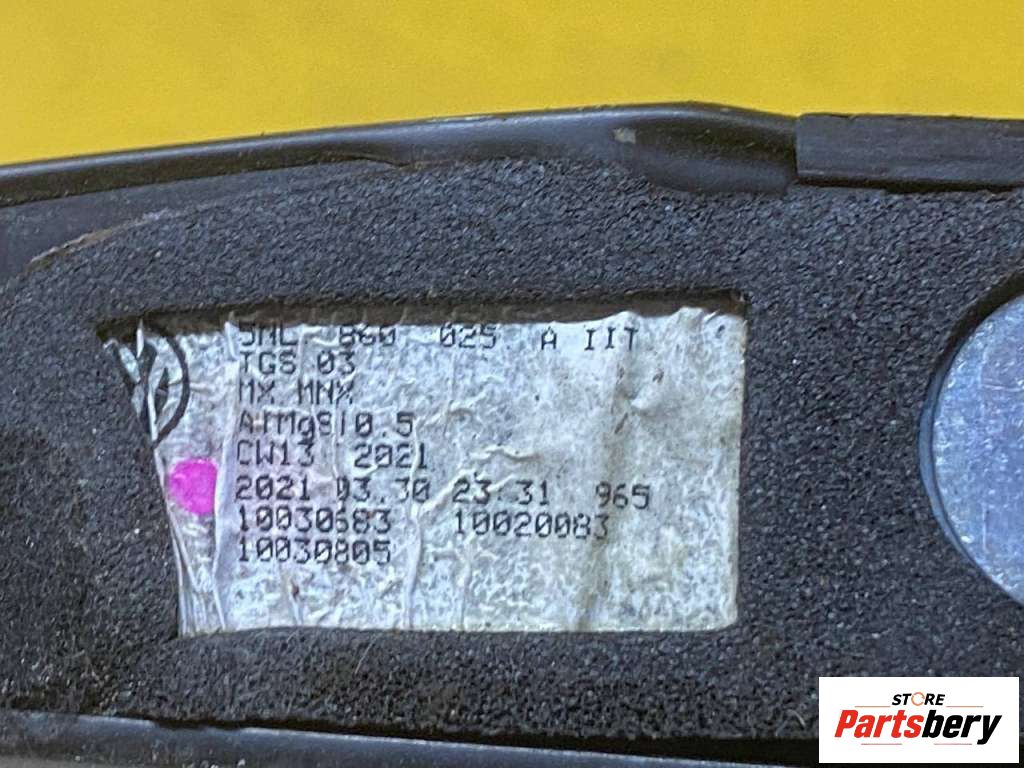 5NL 860 025 A IIT
TGS 03
MX MNX
AlMgSi0.5
CW13 2021
2021.03.30 23:31 965
10030683 10020083
10030805
STORE
Partsbery